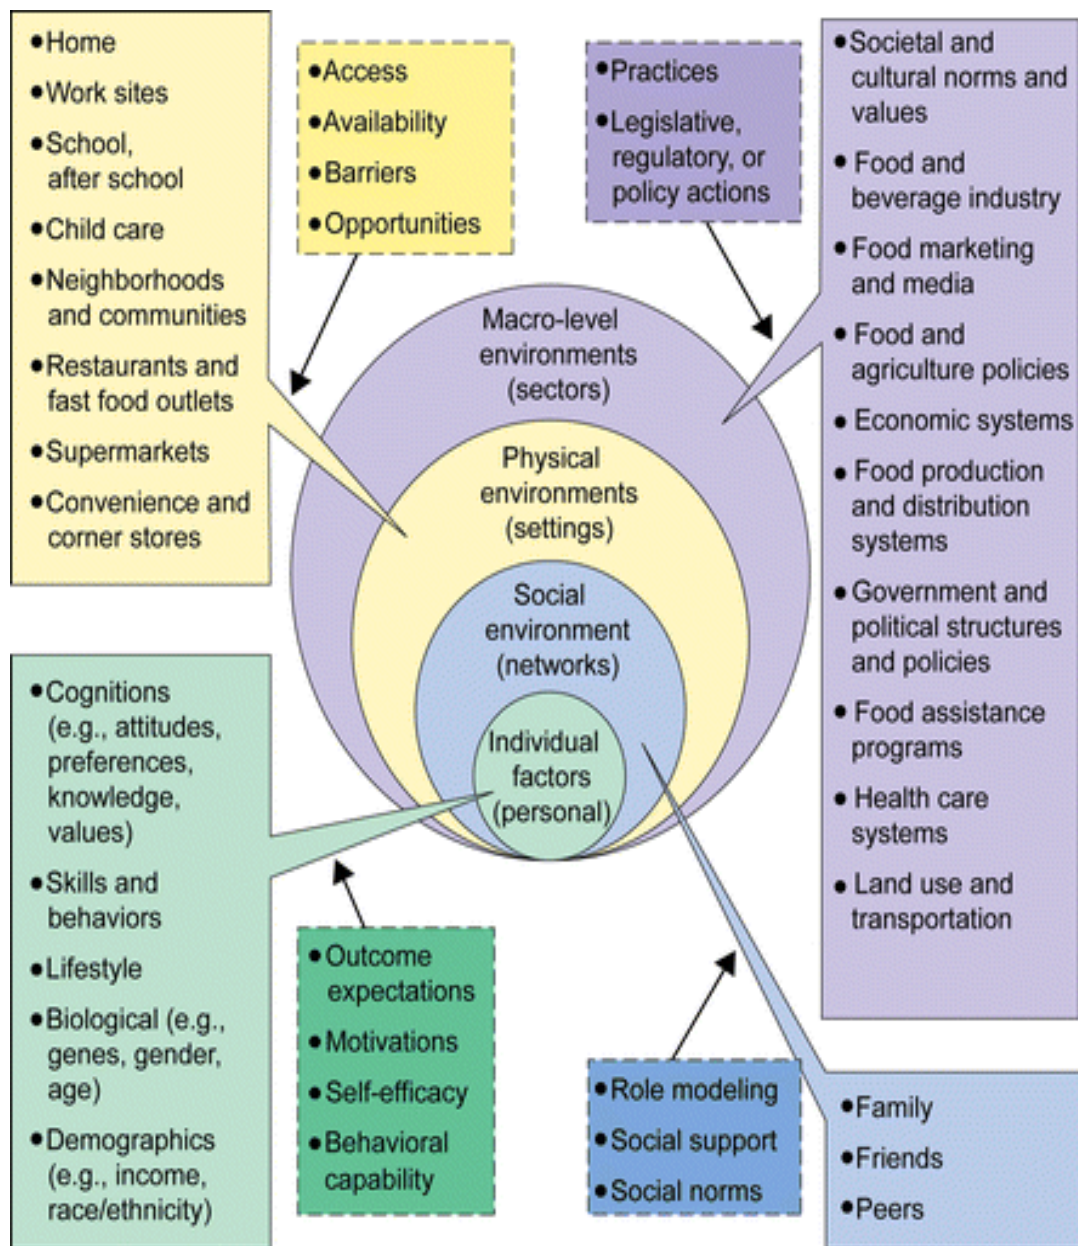 •Home
•Work sites
•School,
after school
•Child care
•Neighborhoods
and communities
•Restaurants and
fast food outlets
•Supermarkets
•Convenience and
corner stores
•Access
•Availability
•Barriers
•Opportunities
•Practices
•Legislative,
regulatory, or
policy actions
•Societal and
cultural norms and
values
•Food and
beverage industry
•Food marketing
and media
•Food and
agriculture policies
•Economic systems
•Food production
and distribution
systems
•Government and
political structures
and policies
•Food assistance
programs
•Health care
systems
•Land use and
transportation
Macro-level
environments
(sectors)
Physical
environments
(settings)
Social
environment
(networks)
Individual
factors
(personal)
•Cognitions
(e.g., attitudes,
preferences,
knowledge,
values)
•Skills and
behaviors
•Lifestyle
•Biological (e.g.,
genes, gender,
age)
•Demographics
(e.g., income,
race/ethnicity)
•Outcome
expectations
•Motivations
•Self-efficacy
•Behavioral
capability
•Role modeling
•Social support
•Social norms
•Family
•Friends
•Peers